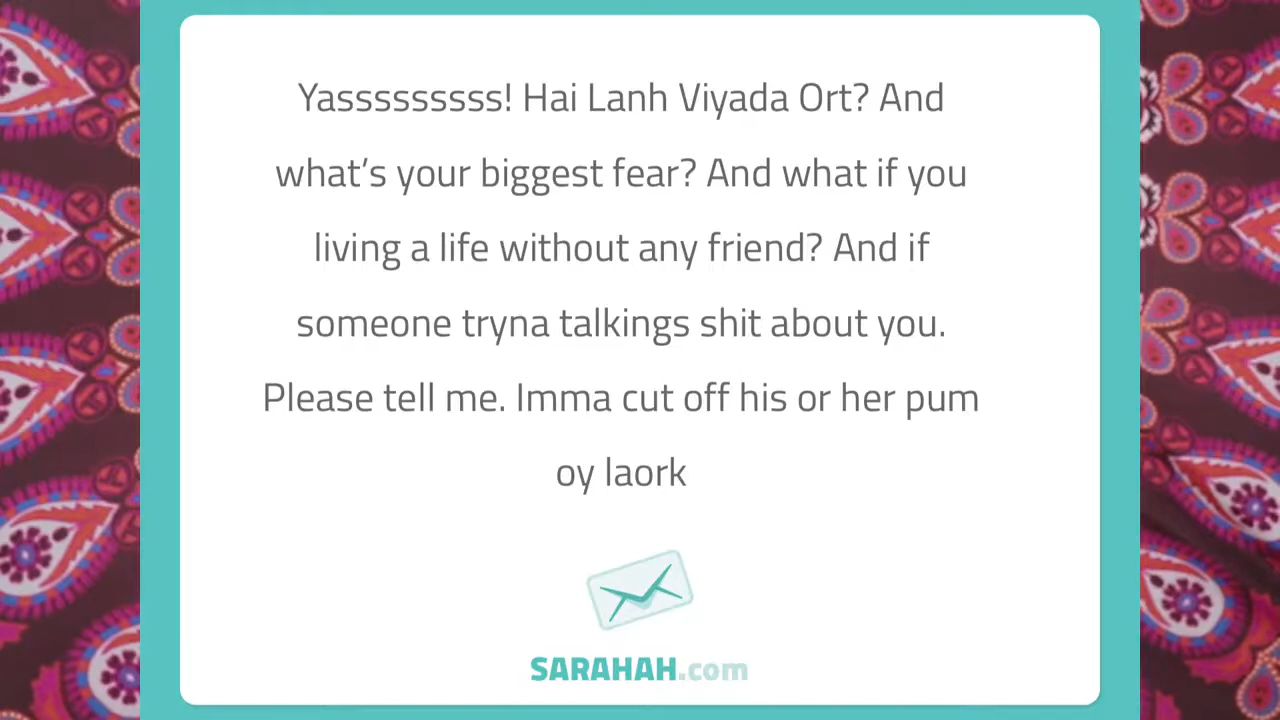 Yasssssssss! Hai Lanh Viyada Ort? And
what’s your biggest fear? And what if you
living a life without any friend? And if
someone tryna talkings shit about you.
Please tell me. Imma cut off his or her pum
oy laork
SARAHAH.com